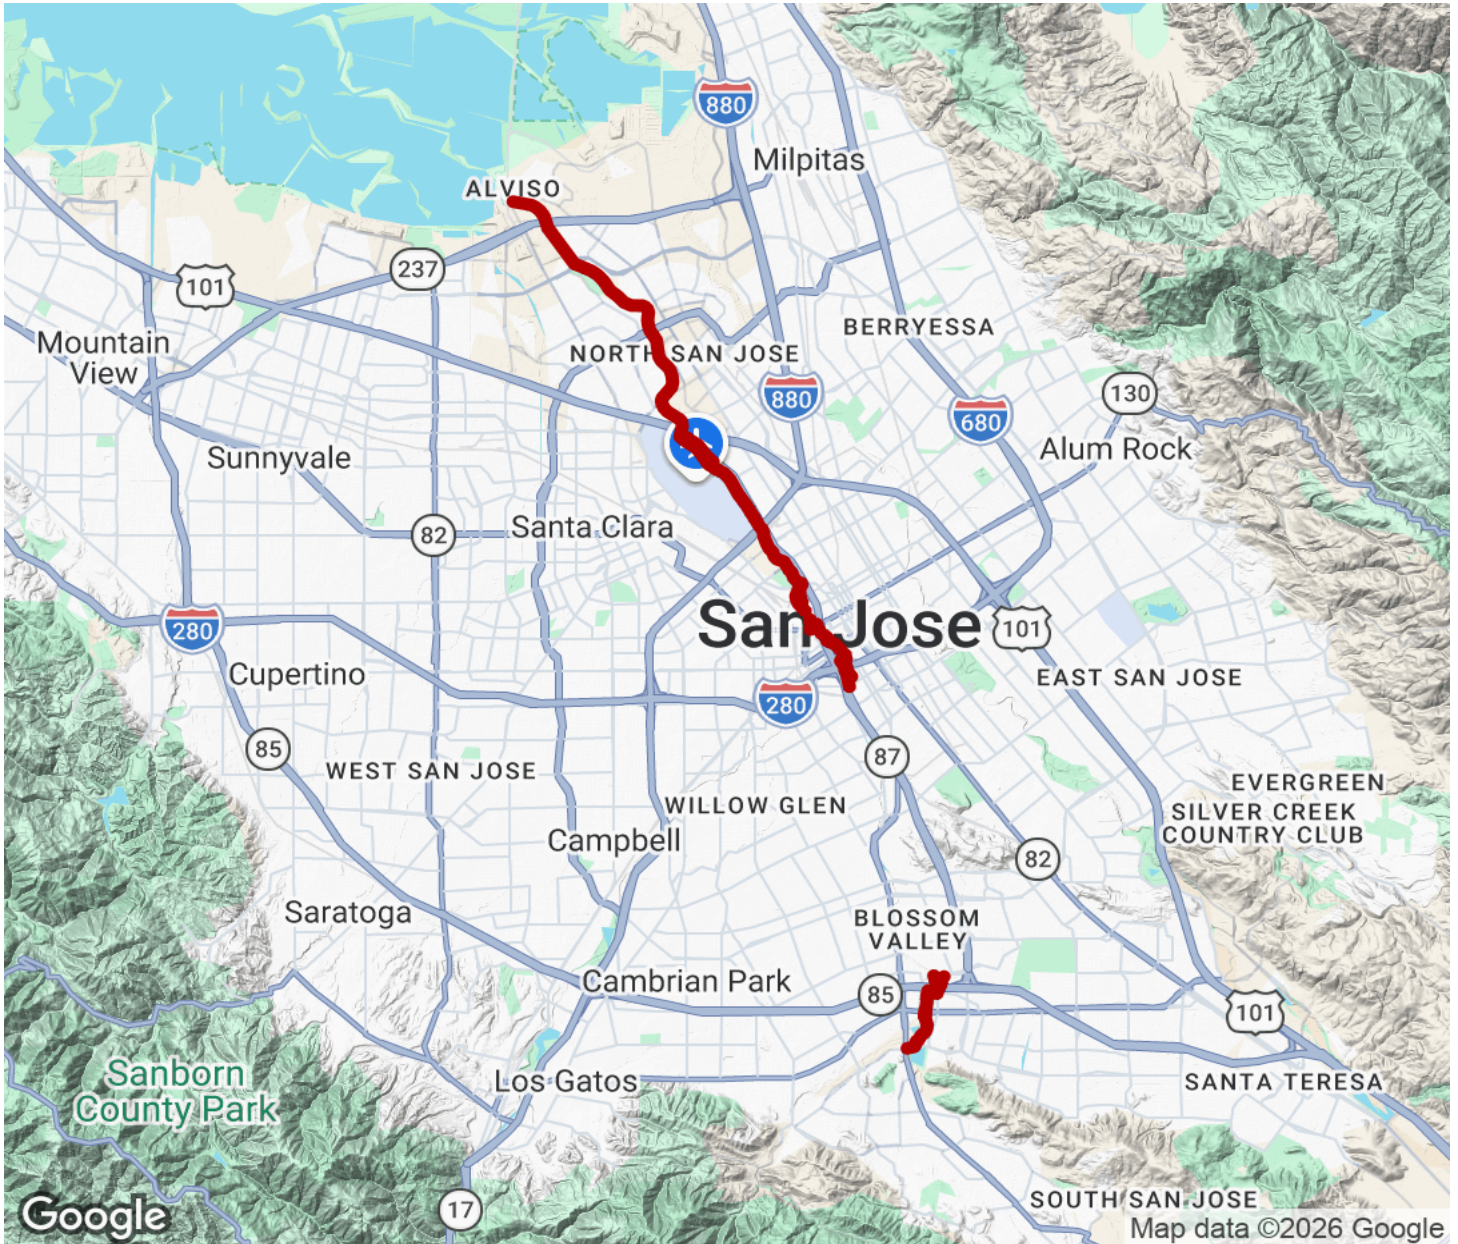 880
Milpitas
ALVISO
237
101
BERRYESSA
Mountain
View
NORTH SAN JOSE
880
130
680
Sunnyvale
Alum Rock
82
Santa Clara
San Jose
280
101
Cupertino
EAST SAN JOSE
280
85
87
WEST SAN JOSE
EVERGREEN
WILLOW GLEN
SILVER CREEK
COUNTRY CLUB
Campbell
82
Saratoga
BLOSSOM
VALLEY
Cambrian Park
85
101
Sanborn
County Park
Los Gatos
SANTA TERESA
17
SOUTH SAN JOSE
Google
Map data ©2026 Google